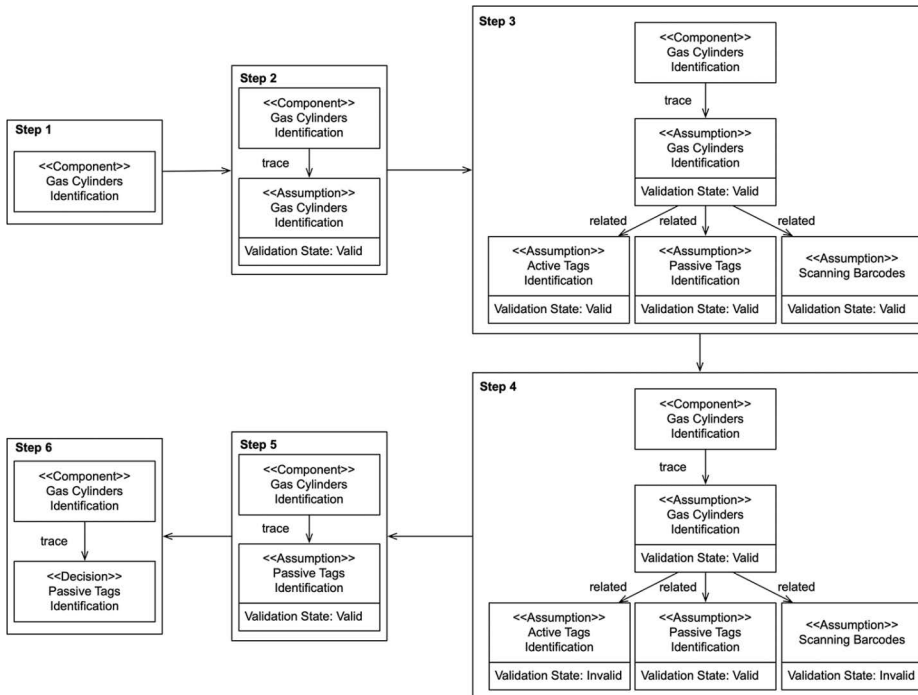 Step 1
<<Component>>
Gas Cylinders
Identification
Step 2
<<Component>>
Gas Cylinders
Identification
trace
<<Assumption>>
Gas Cylinders
Identification
Validation State: Valid
Step 3
<<Component>>
Gas Cylinders
Identification
trace
<<Assumption>>
Gas Cylinders
Identification
Validation State: Valid
related
related
related
<<Assumption>>
Active Tags
Identification
Validation State: Valid
<<Assumption>>
Passive Tags
Identification
Validation State: Valid
<<Assumption>>
Scanning Barcodes
Validation State: Valid
Step 4
<<Component>>
Gas Cylinders
Identification
trace
<<Assumption>>
Gas Cylinders
Identification
Validation State: Valid
related
related
related
<<Assumption>>
Active Tags
Identification
Validation State: Invalid
<<Assumption>>
Passive Tags
Identification
Validation State: Valid
<<Assumption>>
Scanning Barcodes
Validation State: Invalid
Step 5
<<Component>>
Gas Cylinders
Identification
trace
<<Assumption>>
Passive Tags
Identification
Validation State: Valid
Step 6
<<Component>>
Gas Cylinders
Identification
trace
<<Decision>>
Passive Tags
Identification